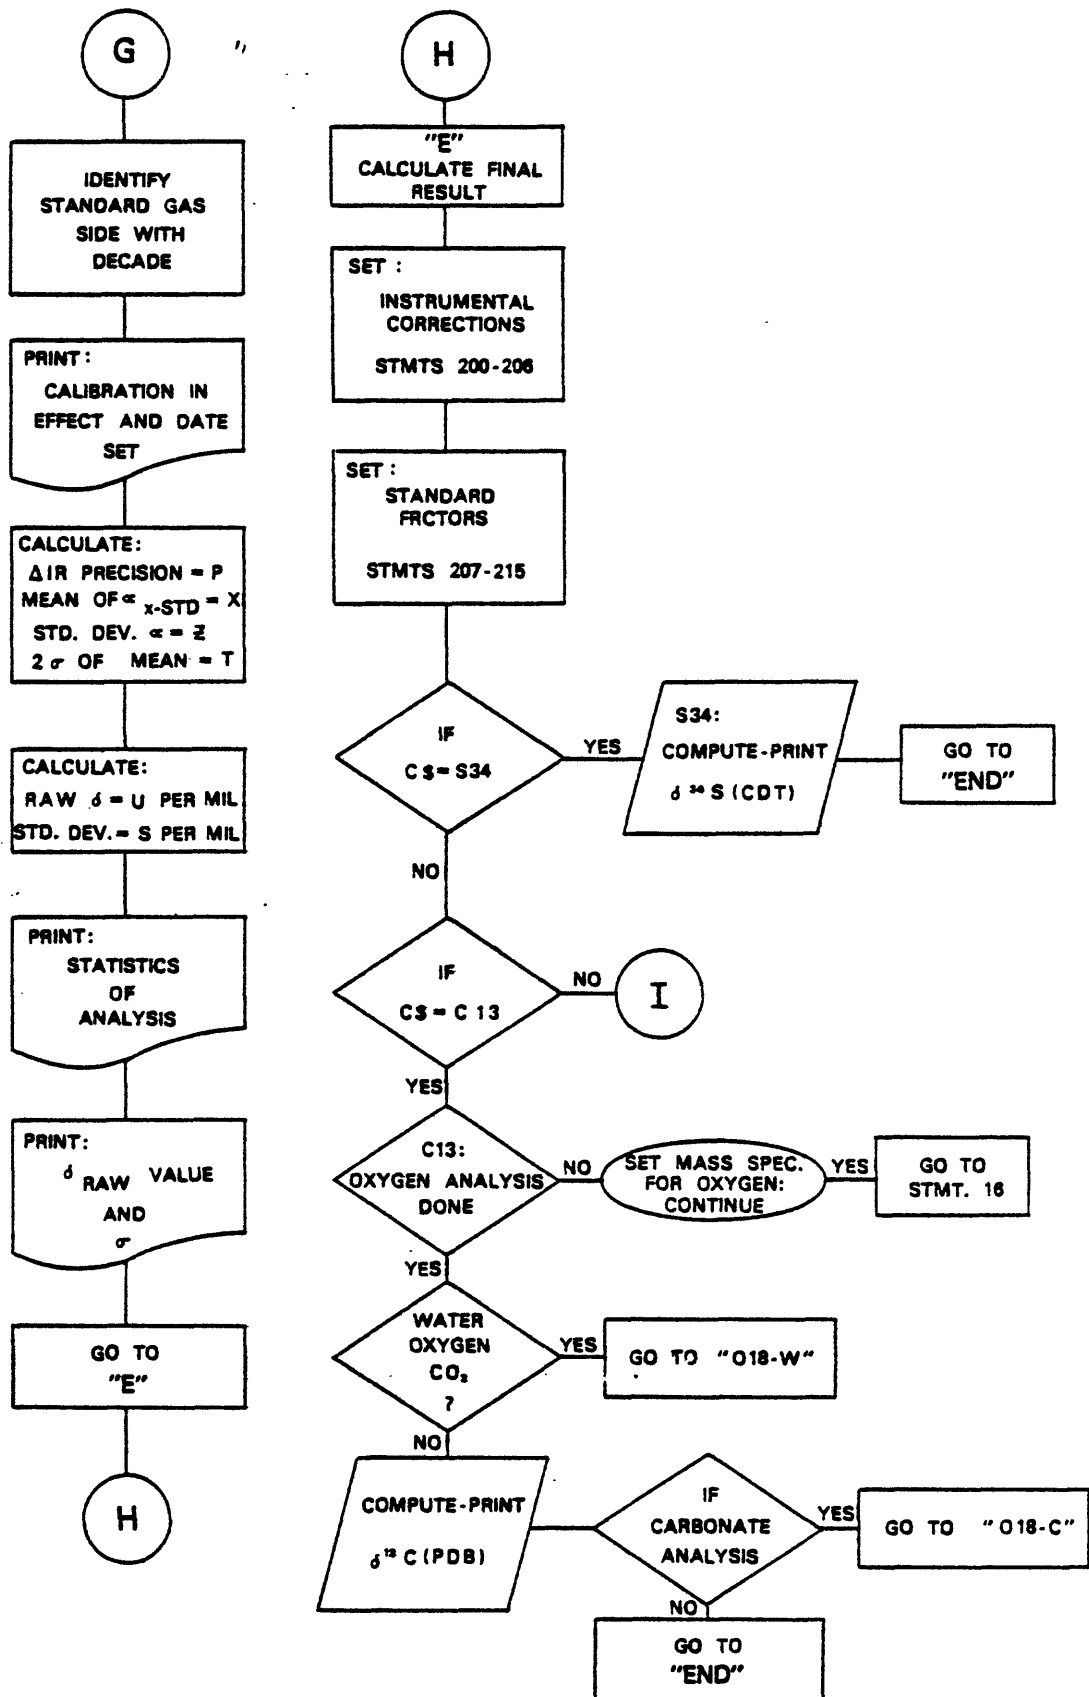 G
IDENTIFY
STANDARD GAS
SIDE WITH
DECADE
PRINT:
CALIBRATION IN
EFFECT AND DATE
SET
CALCULATE:
ΔIR PRECISION = P
MEAN OF ∝ x-STD = X
STD. DEV. ∝ = Z
2 σ OF MEAN = T
CALCULATE:
RAW δ = U PER MIL
STD. DEV. = S PER MIL
PRINT:
STATISTICS
OF
ANALYSIS
PRINT:
δ RAW VALUE
AND
σ
GO TO
"E"
H
H
"E"
CALCULATE FINAL
RESULT
SET:
INSTRUMENTAL
CORRECTIONS
STMTS 200-206
SET:
STANDARD
FRCTORS
STMTS 207-215
IF
C$=S34
YES
S34:
COMPUTE-PRINT
δ³⁴S (CDT)
GO TO
"END"
NO
IF
C$=C13
NO
I
YES
C13:
OXYGEN ANALYSIS
DONE
NO
SET MASS SPEC.
FOR OXYGEN:
CONTINUE
YES
GO TO
STMT. 16
YES
WATER
OXYGEN
CO₂
?
YES
GO TO "O18-W"
NO
COMPUTE-PRINT
δ¹³C (PDB)
IF
CARBONATE
ANALYSIS
YES
GO TO "O18-C"
NO
GO TO
"END"